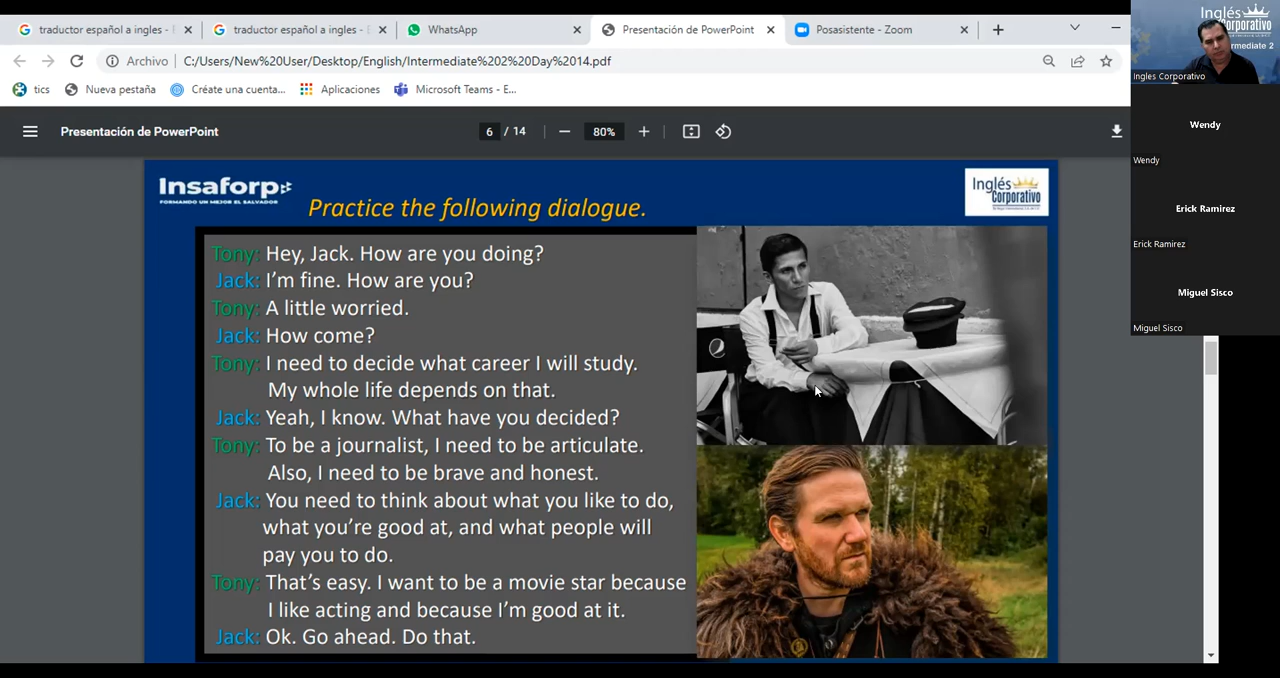 traductor español a ingles -
traductor español a ingles -
WhatsApp
Presentación de PowerPoint
Posasistente - Zoom
Archivo
C:/Users/New%20User/Desktop/English/Intermediate%202%20Day%2014.pdf
tics
Nueva pestaña
Créate una cuenta...
Aplicaciones
Microsoft Teams - E...
Presentación de PowerPoint
6 / 14
80%
Insaforp
FORMANDO UN MEJOR EL SALVADOR
Practice the following dialogue.
Inglés
Corporativo
Tony: Hey, Jack. How are you doing?
Jack: I'm fine. How are you?
Tony: A little worried.
Jack: How come?
Tony: I need to decide what career I will study.
My whole life depends on that.
Jack: Yeah, I know. What have you decided?
Tony: To be a journalist, I need to be articulate.
Also, I need to be brave and honest.
Jack: You need to think about what you like to do,
what you're good at, and what people will
pay you to do.
Tony: That's easy. I want to be a movie star because
I like acting and because I'm good at it.
Jack: Ok. Go ahead. Do that.
Inglés
Corporativo
rmediate 2
Ingles Corporativo
Wendy
Wendy
Erick Ramirez
Erick Ramirez
Miguel Sisco
Miguel Sisco